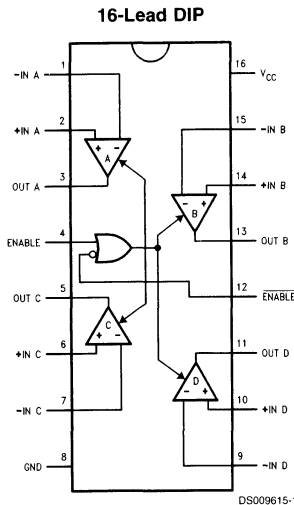 16-Lead DIP
1
-IN A
16
VCC
2
+IN A
15
-IN B
+ -
A
3
OUT A
14
+IN B
- +
B
4
ENABLE
13
OUT B
5
OUT C
12
ENABLE
C
+ -
6
+IN C
11
OUT D
D
- +
7
-IN C
10
+IN D
8
GND
9
-IN D
DS009615-1